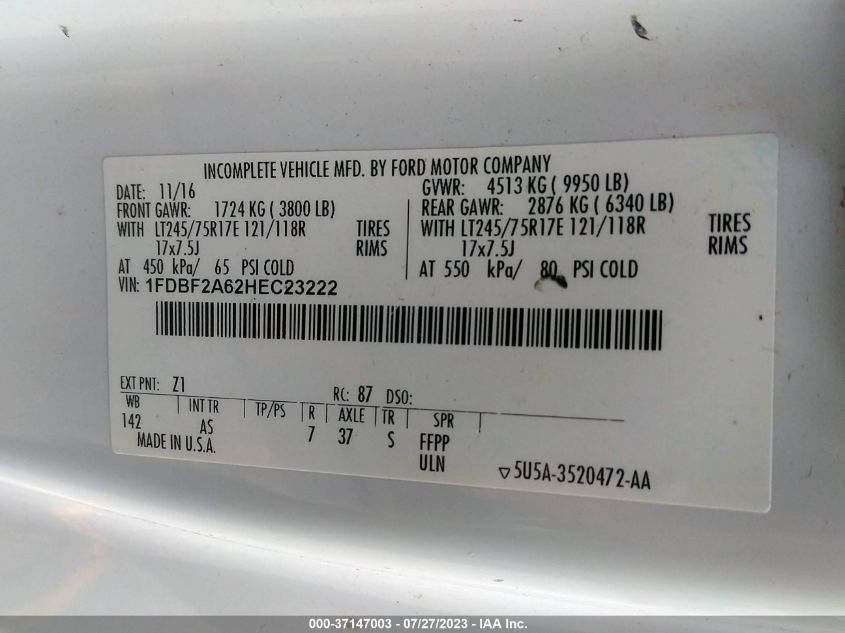 INCOMPLETE VEHICLE MFD. BY FORD MOTOR COMPANY
DATE: 11/16 GVWR: 4513 KG ( 9950 LB)
FRONT GAWR: 1724 KG ( 3800 LB) REAR GAWR: 2876 KG ( 6340 LB)
WITH LT245/75R17E 121/118R TIRES WITH LT245/75R17E 121/118R TIRES
17x7.5J RIMS 17x7.5J RIMS
AT 450 kPa/ 65 PSI COLD AT 550 kPa/ 80 PSI COLD
VIN: 1FDBF2A62HEC23222
EXT PNT: Z1 RC: 87 DSO:
WB INT TR TP/PS R AXLE TR SPR
142 AS 7 37 S FFPP
MADE IN U.S.A. ULN
5U5A-3520472-AA
000-37147003 - 07/27/2023 - IAA Inc.